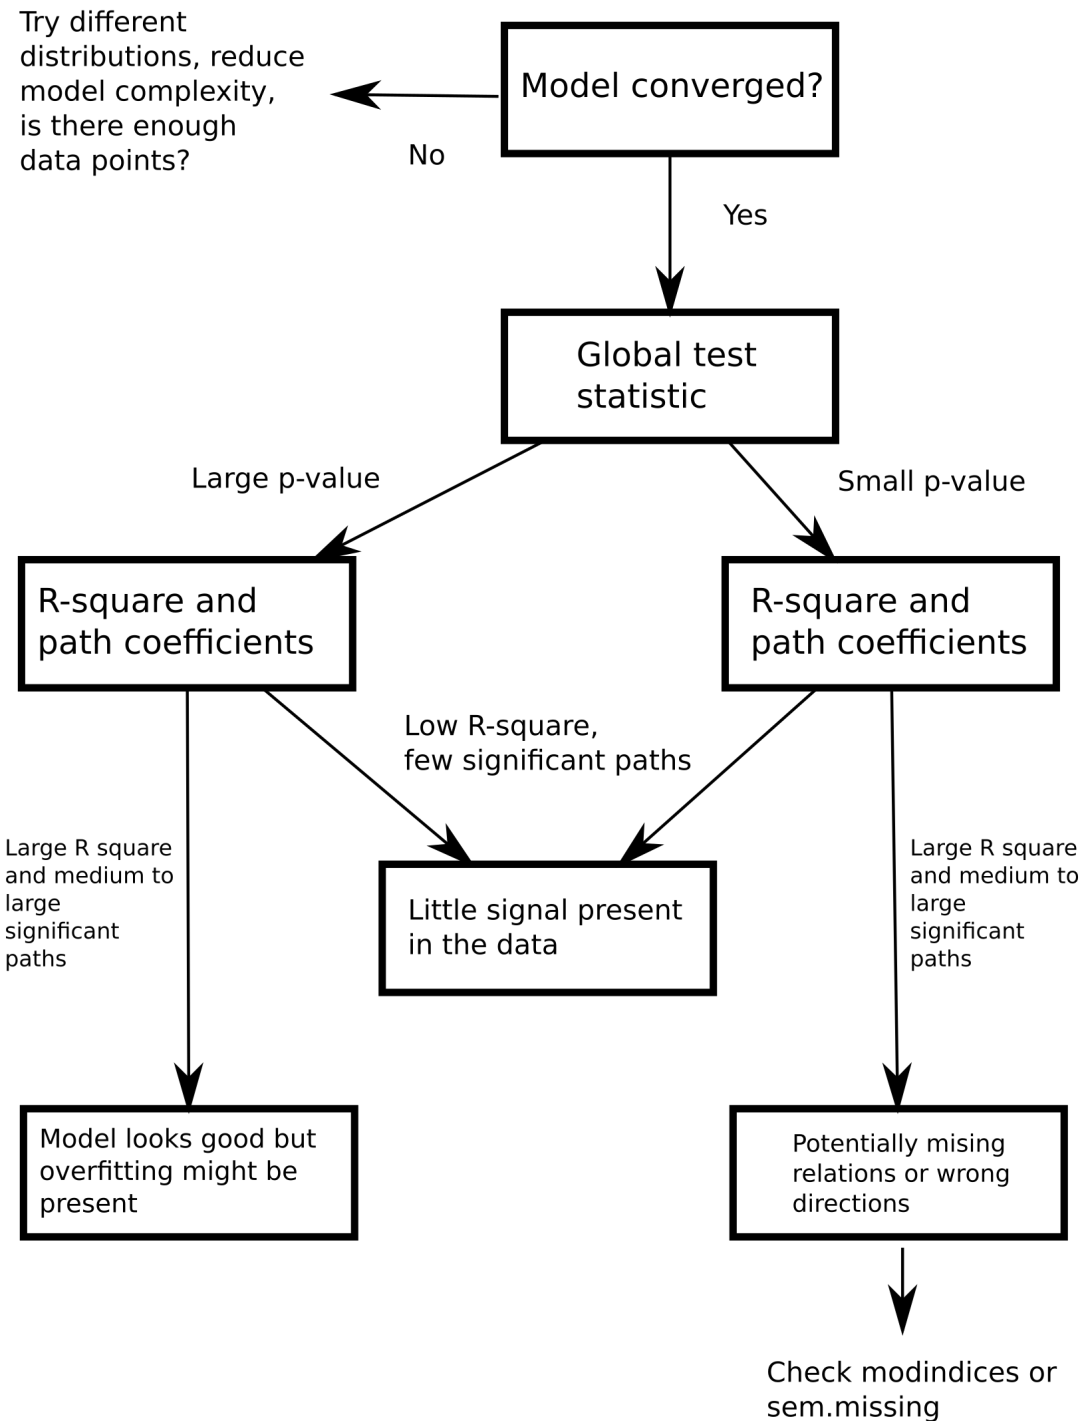 Try different
distributions, reduce
model complexity,
is there enough
data points?
Model converged?
No
Yes
Global test
statistic
Large p-value
Small p-value
R-square and
path coefficients
R-square and
path coefficients
Low R-square,
few significant paths
Large R square
and medium to
large
significant
paths
Large R square
and medium to
large
significant
paths
Little signal present
in the data
Model looks good but
overfitting might be
present
Potentially mising
relations or wrong
directions
Check modindices or
sem.missing